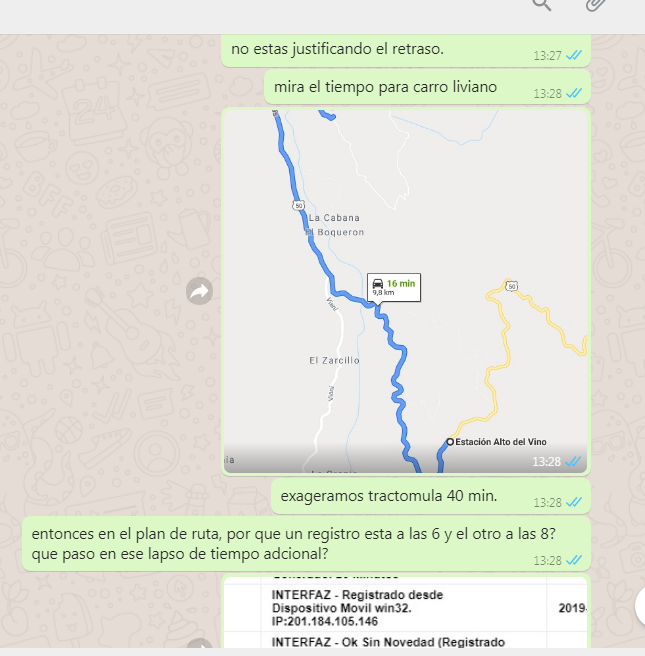 no estas justificando el retraso.
13:27
mira el tiempo para carro liviano
13:28
50
La Cabana
El Boqueron
16 min
9,8 km
50
Viani
El Zarcillo
Viani
Estación Alto del Vino
13:28
exageramos tractomula 40 min.
13:28
entonces en el plan de ruta, por que un registro esta a las 6 y el otro a las 8?
que paso en ese lapso de tiempo adcional?
13:28
INTERFAZ - Registrado desde
Dispositivo Movil win32.
IP:201.184.105.146
2019-
INTERFAZ - Ok Sin Novedad (Registrado